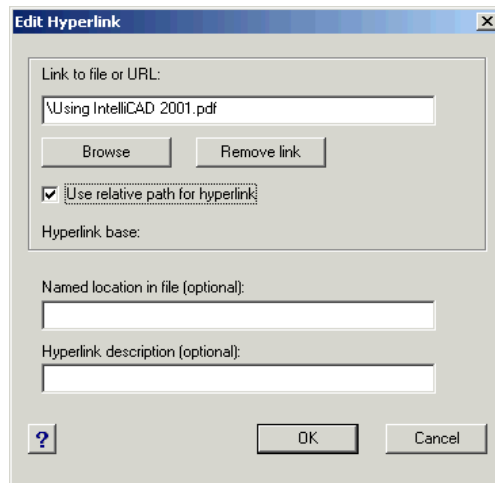 Edit Hyperlink
Link to file or URL:
\Using IntelliCAD 2001.pdf
Browse
Remove link
Use relative path for hyperlink
Hyperlink base:
Named location in file (optional):
Hyperlink description (optional):
?
OK
Cancel